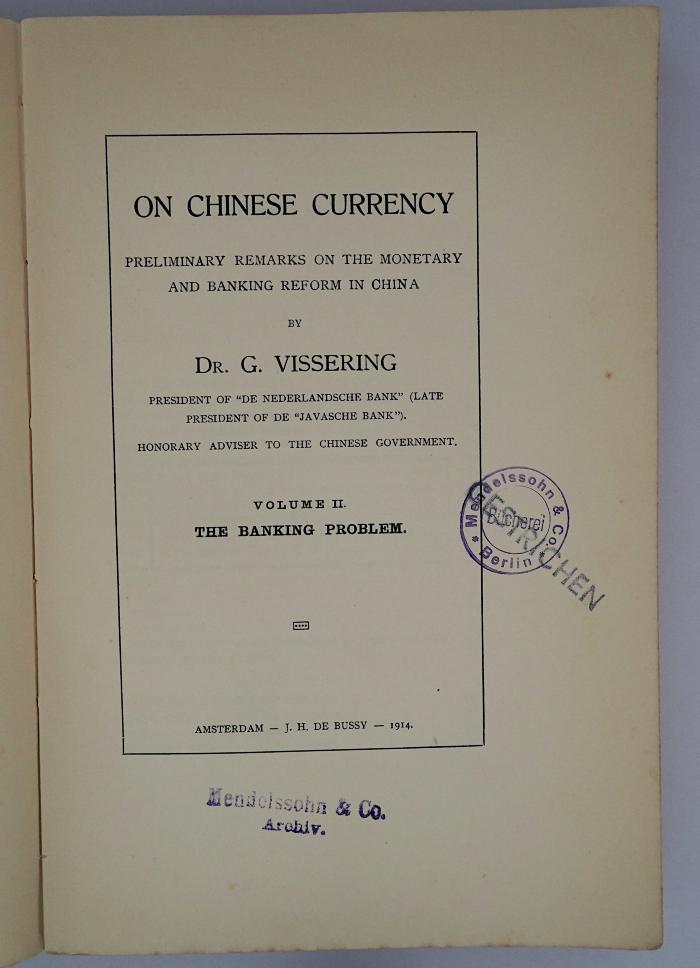 ON CHINESE CURRENCY
PRELIMINARY REMARKS ON THE MONETARY
AND BANKING REFORM IN CHINA
BY
DR. G. VISSERING
PRESIDENT OF "DE NEDERLANDSCHE BANK" (LATE
PRESIDENT OF DE "JAVASCHE BANK").
HONORARY ADVISER TO THE CHINESE GOVERNMENT.
VOLUME II.
THE BANKING PROBLEM.
Mendelssohn & Co.
Bücherei
* Berlin *
GESTRICHEN
AMSTERDAM — J. H. DE BUSSY — 1914.
Mendelssohn & Co.
Archiv.